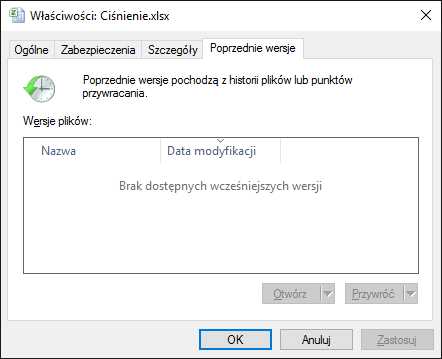 Właściwości: Ciśnienie.xlsx
Ogólne Zabezpieczenia Szczegóły Poprzednie wersje
Poprzednie wersje pochodzą z historii plików lub punktów
przywracania.
Wersje plików:
Nazwa Data modyfikacji
Brak dostępnych wcześniejszych wersji
Otwórz Przywróć
OK Anuluj Zastosuj